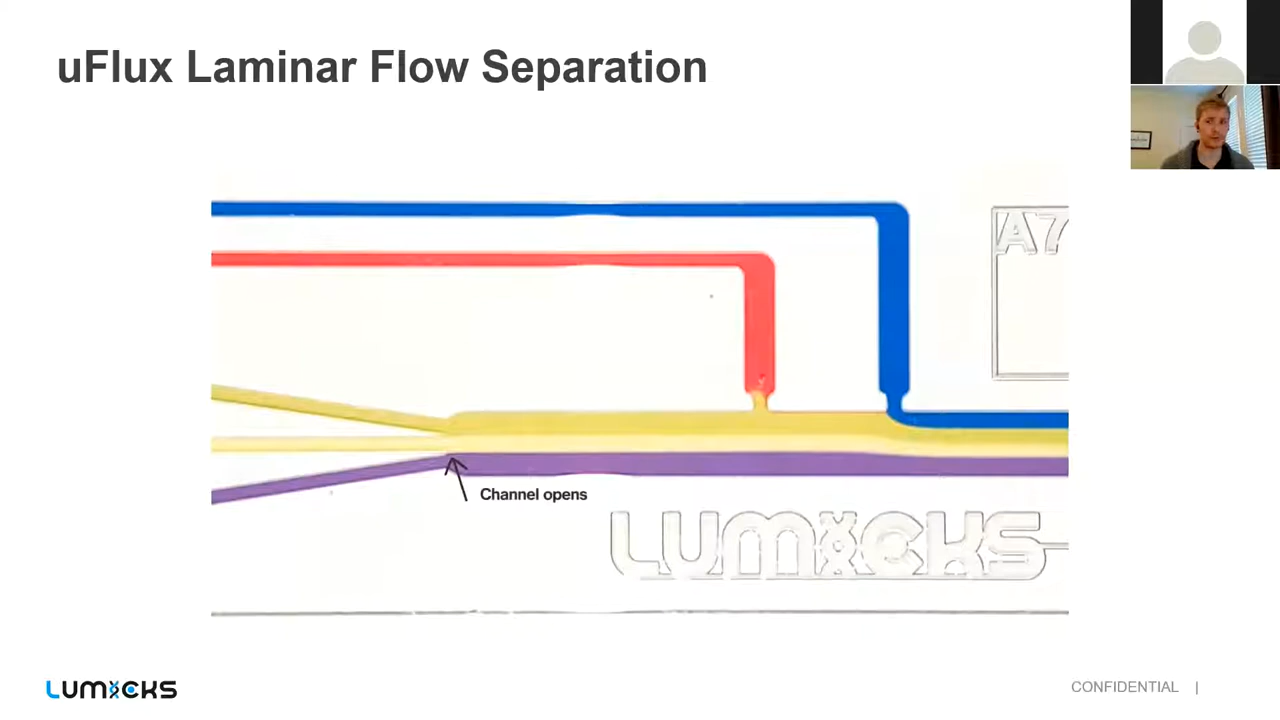 uFlux Laminar Flow Separation
A7
Channel opens
LUMICKS
LUMICKS
CONFIDENTIAL |